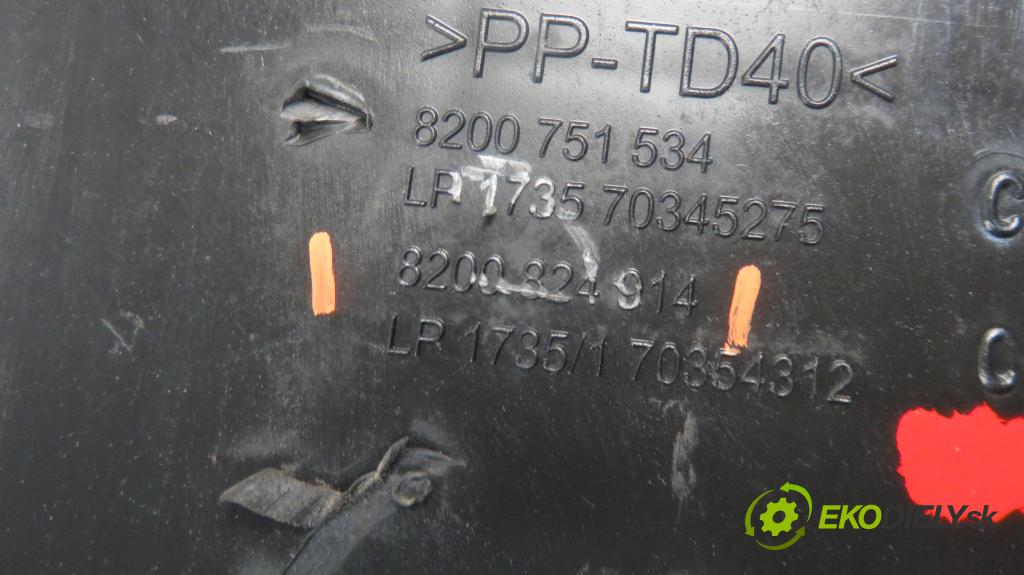 >PP-TD40<
8200 751 534
LP 1735 70345275
8200 824 914
LP 1735/1 70354312
C
C
EKODIELY.sk